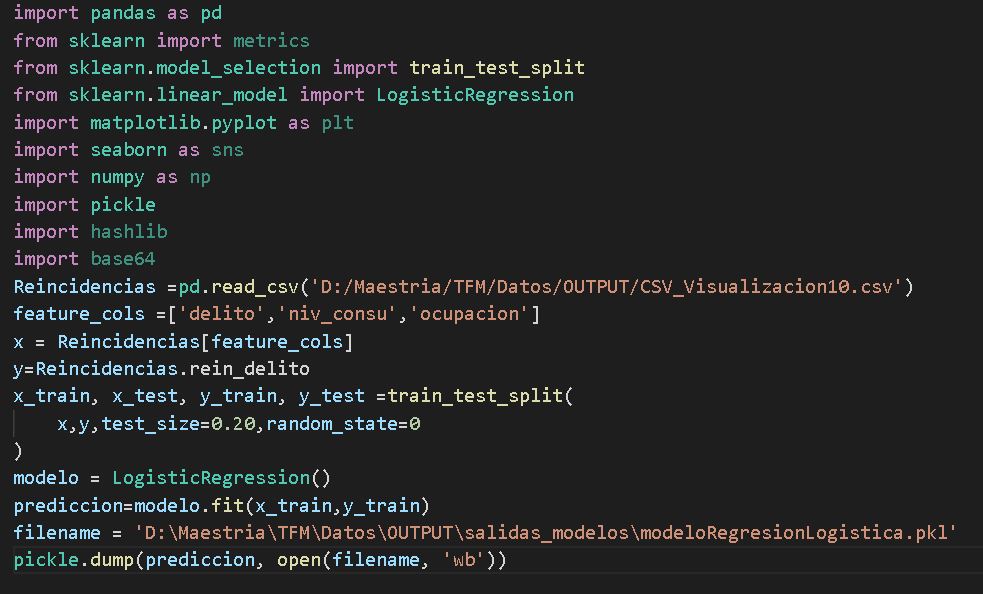 import pandas as pd
from sklearn import metrics
from sklearn.model_selection import train_test_split
from sklearn.linear_model import LogisticRegression
import matplotlib.pyplot as plt
import seaborn as sns
import numpy as np
import pickle
import hashlib
import base64
Reincidencias =pd.read_csv('D:/Maestria/TFM/Datos/OUTPUT/CSV_Visualizacion10.csv')
feature_cols =['delito','niv_consu','ocupacion']
x = Reincidencias[feature_cols]
y=Reincidencias.rein_delito
x_train, x_test, y_train, y_test =train_test_split(
    x,y,test_size=0.20,random_state=0
)
modelo = LogisticRegression()
prediccion=modelo.fit(x_train,y_train)
filename = 'D:\Maestria\TFM\Datos\OUTPUT\salidas_modelos\modeloRegresionLogistica.pkl'
pickle.dump(prediccion, open(filename, 'wb'))